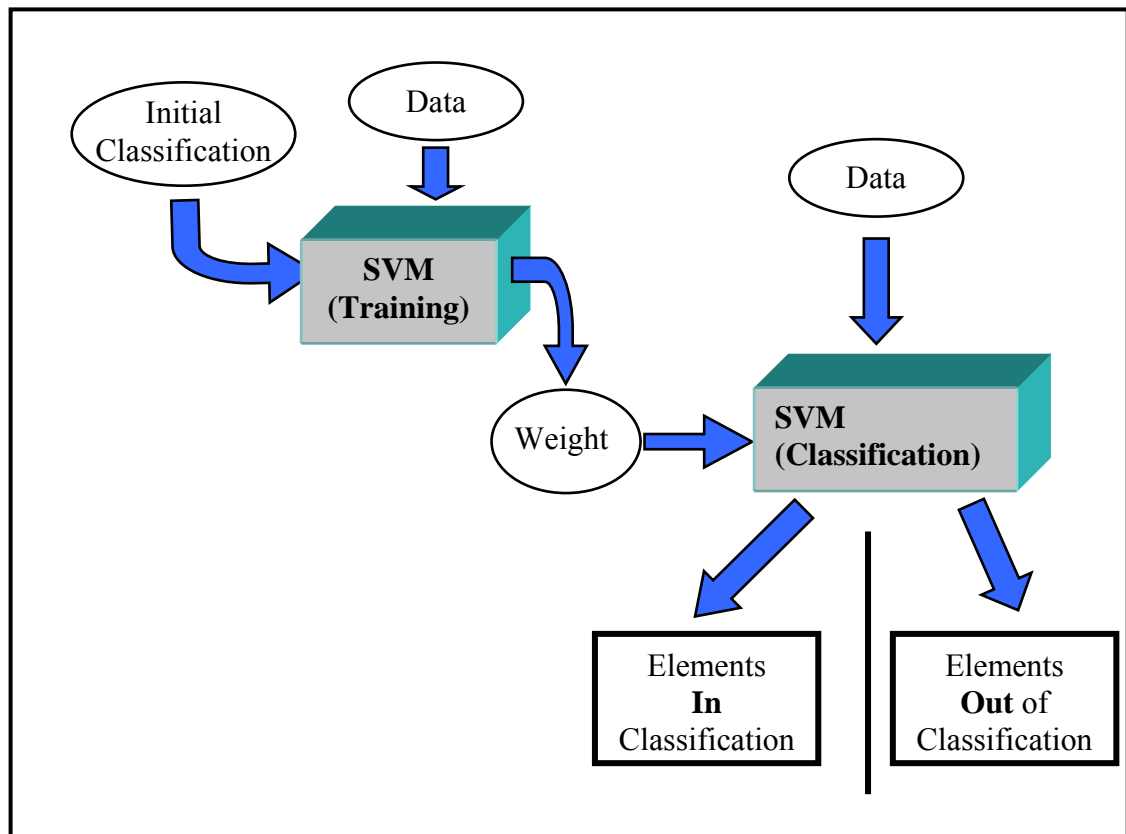 Initial
Classification
Data
Data
SVM
(Training)
Weight
SVM
(Classification)
Elements
In
Classification
Elements
Out of
Classification